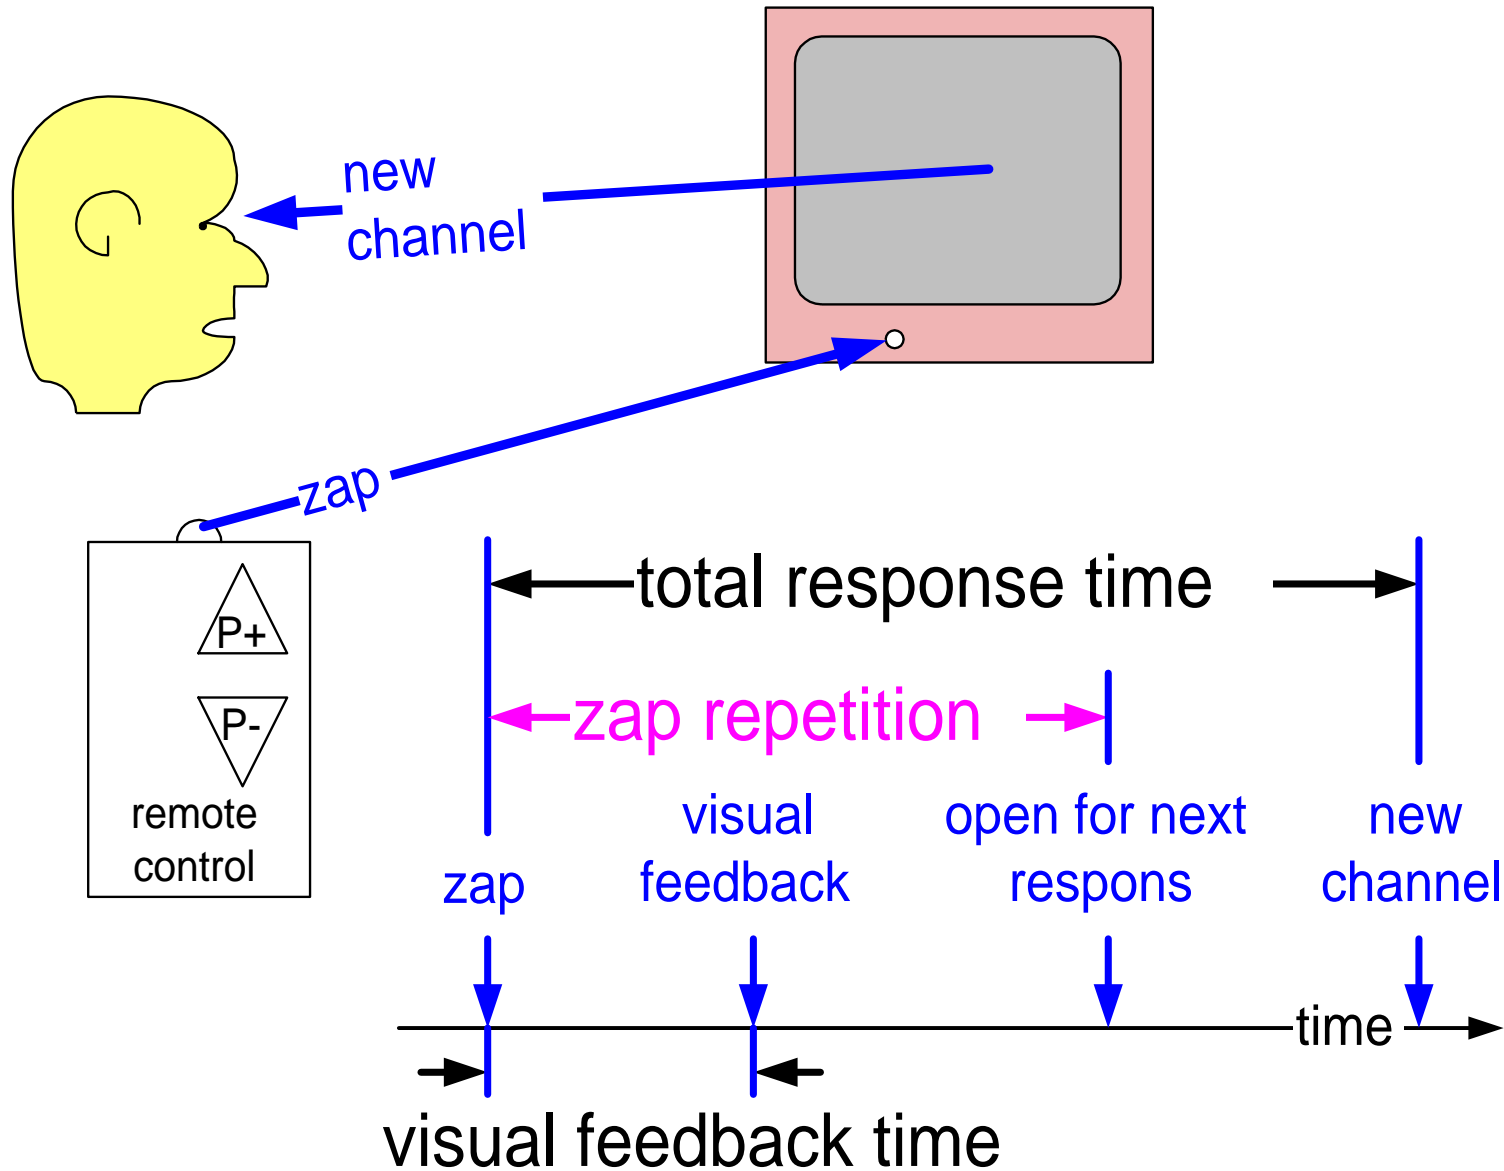 new
channel
zap
total response time
P+
zap repetition
P-
remote
control
visual
feedback
open for next
respons
new
channel
zap
time
visual feedback time